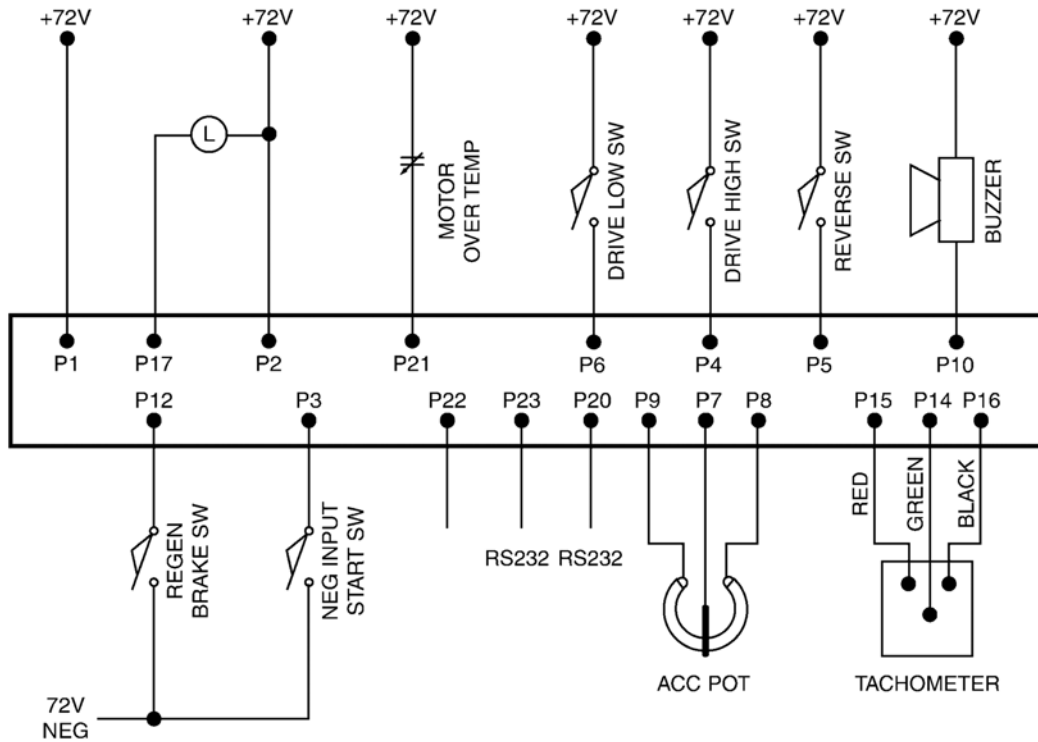 +72V
+72V
+72V
+72V
+72V
+72V
+72V
L
MOTOR
OVER TEMP
DRIVE LOW SW
DRIVE HIGH SW
REVERSE SW
BUZZER
P1
P17
P2
P21
P6
P4
P5
P10
P12
P3
P22
P23
P20
P9
P7
P8
P15
P14
P16
REGEN
BRAKE SW
NEG INPUT
START SW
RS232
RS232
RED
GREEN
BLACK
ACC POT
TACHOMETER
72V
NEG